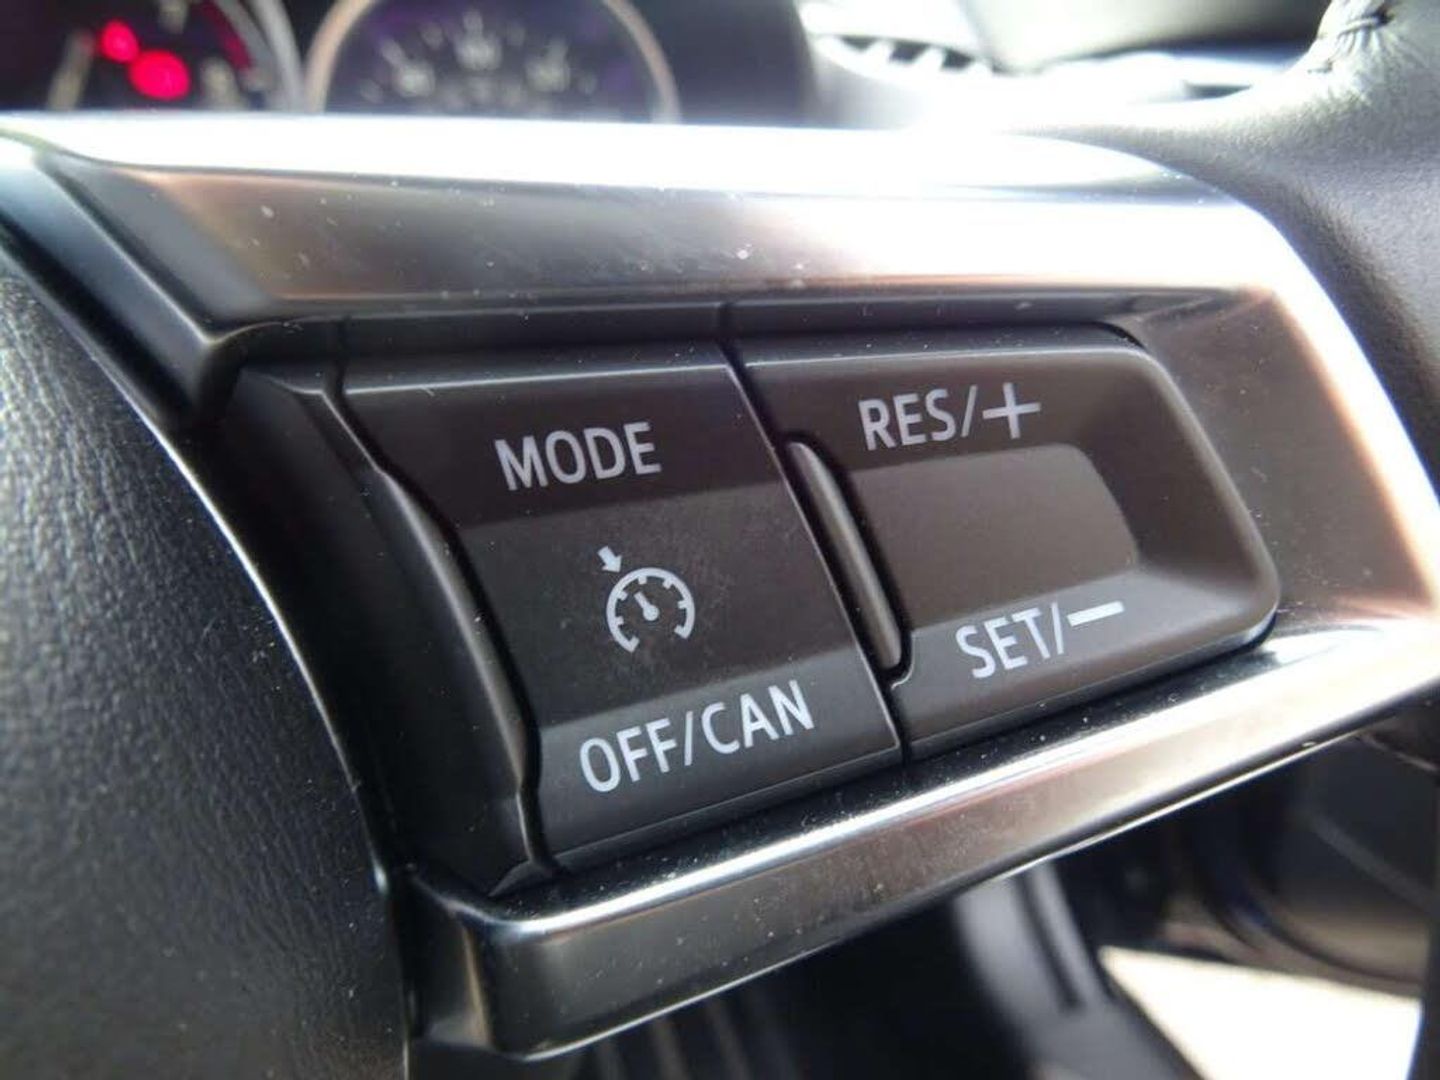 MODE
RES/+
OFF/CAN
SET/−